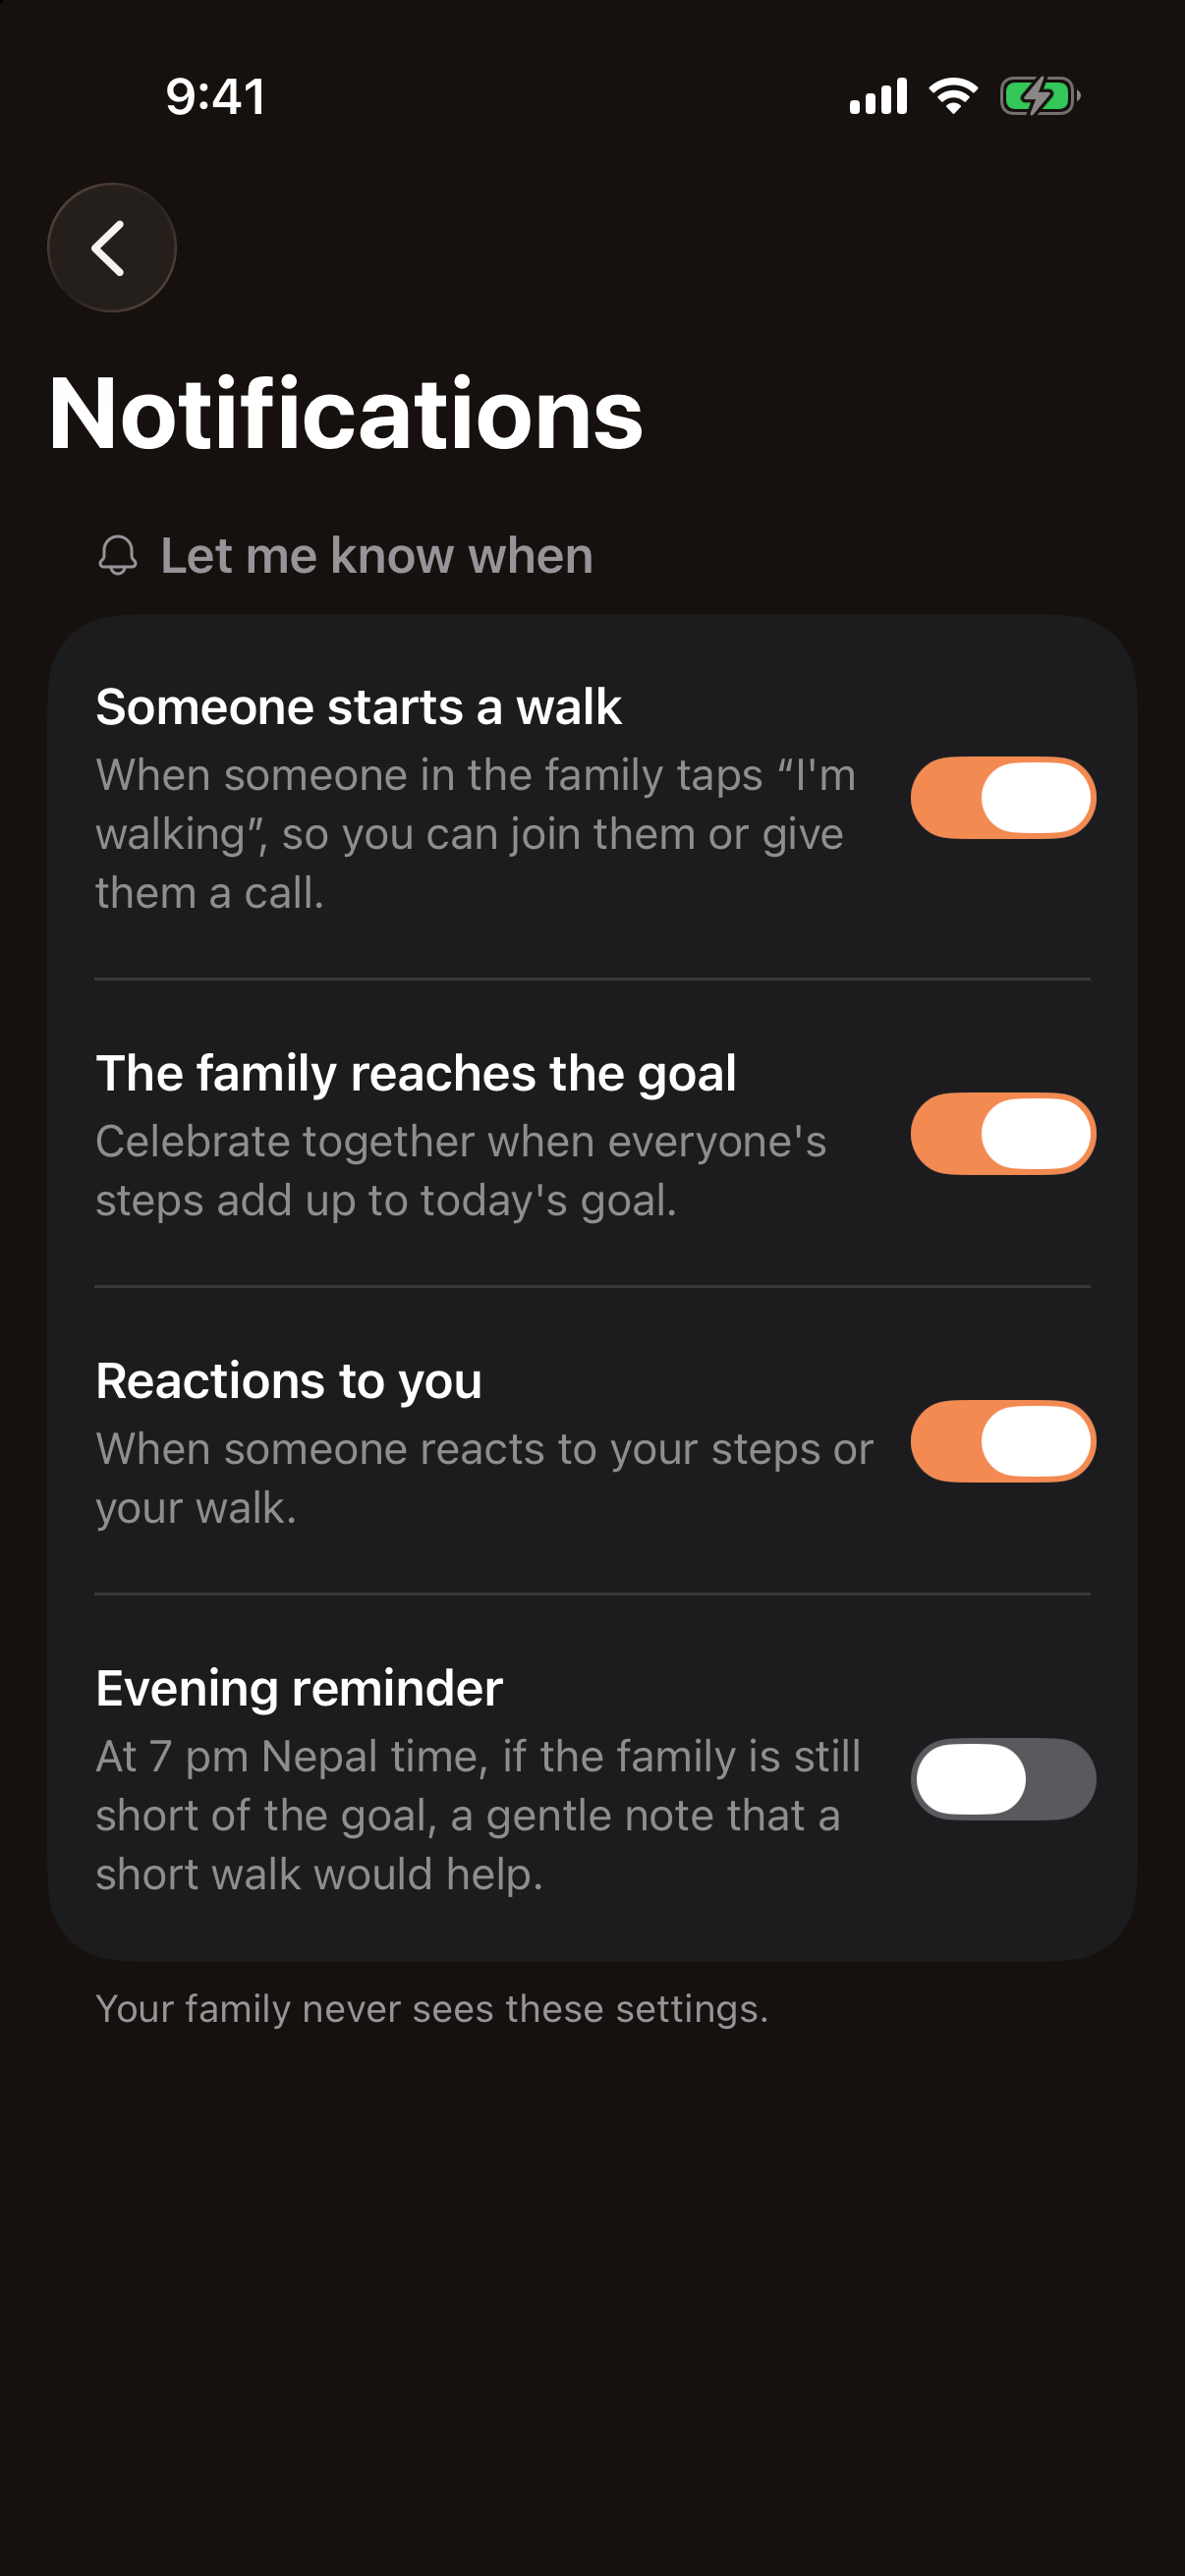 9:41
Notifications
Let me know when
Someone starts a walk
When someone in the family taps “I'm
walking”, so you can join them or give
them a call.
The family reaches the goal
Celebrate together when everyone's
steps add up to today's goal.
Reactions to you
When someone reacts to your steps or
your walk.
Evening reminder
At 7 pm Nepal time, if the family is still
short of the goal, a gentle note that a
short walk would help.
Your family never sees these settings.